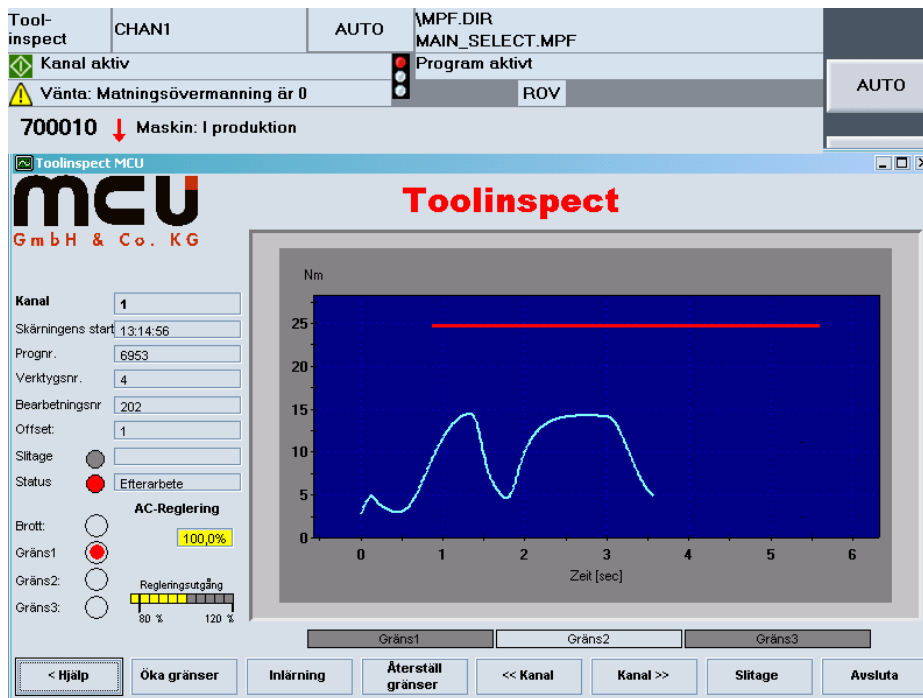 Tool-
inspect
CHAN1
AUTO
\MPF.DIR
MAIN_SELECT.MPF
Kanal aktiv
Program aktivt
AUTO
Vänta: Matningsövermanning är 0
ROV
700010
Maskin: I produktion
Toolinspect MCU
mcu
GmbH & Co. KG
Toolinspect
Kanal
1
Skärningens start
13:14:56
Prognr.
6953
Verktygsnr.
4
Bearbetningsnr
202
Offset:
1
Slitage
Status
Efterarbete
AC-Reglering
Brott:
100,0%
Gräns1
Gräns2:
Regleringsutgång
Gräns3:
80 %
120 %
Nm
25
20
15
10
5
0
0
1
2
3
4
5
6
Zeit [sec]
Gräns1
Gräns2
Gräns3
< Hjälp
Öka gränser
Inlärning
Återställ
gränser
<< Kanal
Kanal >>
Slitage
Avsluta